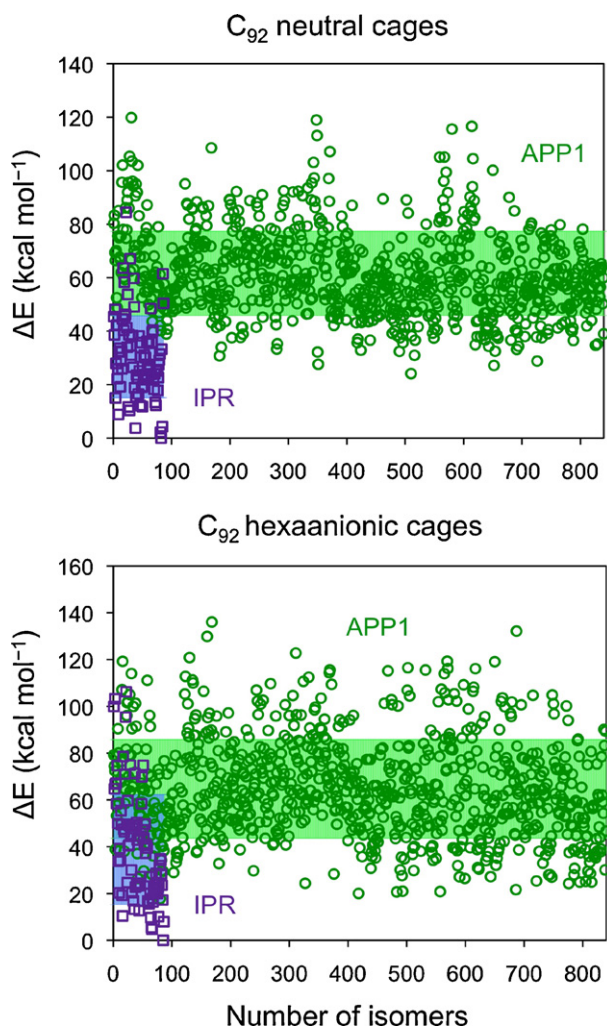 C₉₂ neutral cages
140
120
100
80
60
40
20
0
ΔE (kcal mol⁻¹)
APP1
IPR
0 100 200 300 400 500 600 700 800
C₉₂ hexaanionic cages
160
140
120
100
80
60
40
20
0
ΔE (kcal mol⁻¹)
APP1
IPR
0 100 200 300 400 500 600 700 800
Number of isomers